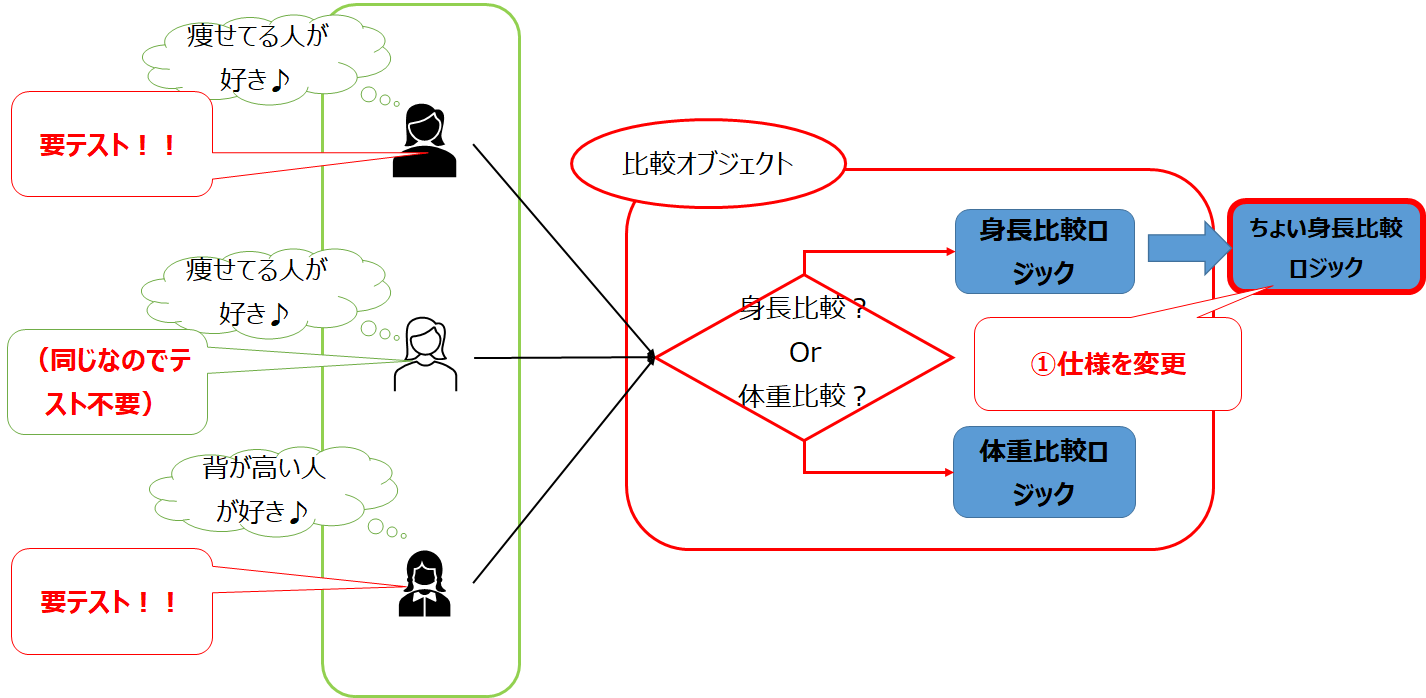 痩せてる人が
好き♪
要テスト！！
痩せてる人が
好き♪
（同じなのでテ
スト不要）
背が高い人
が好き♪
要テスト！！
比較オブジェクト
身長比較？
Or
体重比較？
身長比較ロ
ジック
ちょい身長比較
ロジック
①仕様を変更
体重比較ロ
ジック